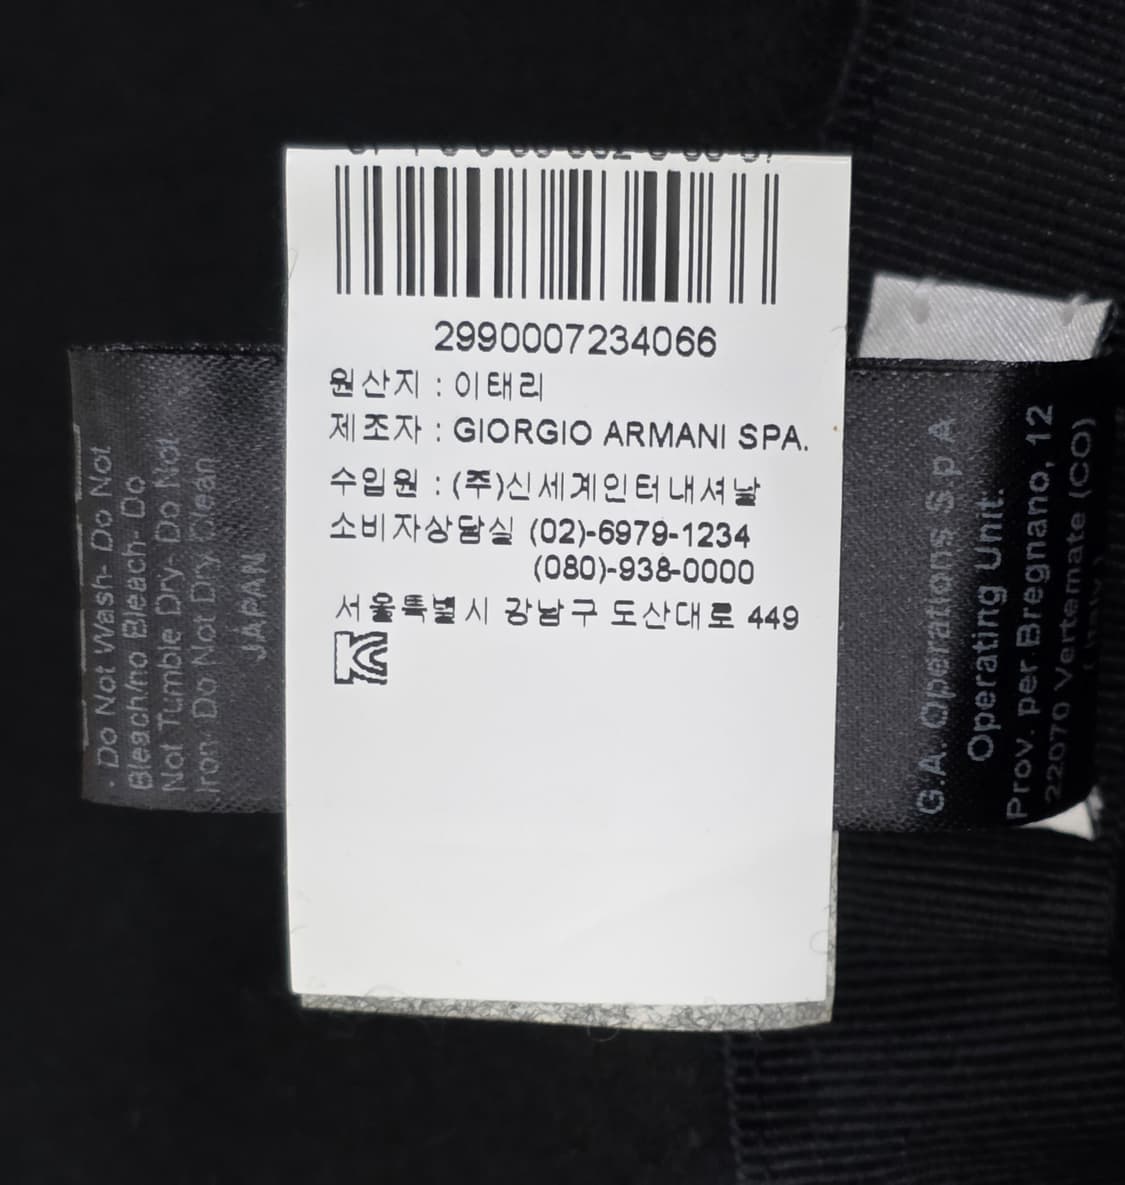 2990007234066
원산지 : 이태리
제조자 : GIORGIO ARMANI SPA.
수입원 : (주)신세계인터내셔날
소비자상담실 (02)-6979-1234
(080)-938-0000
서울특별시 강남구 도산대로 449
KC
· Do Not Wash- Do Not
Bleach/no Bleach- Do
Not Tumble Dry- Do Not
Iron- Do Not Dry Clean
JAPAN
G.A. Operations S.p.A
Operating Unit:
Prov. per Bregnano, 12
22070 Vertemate (CO)
(Italy)